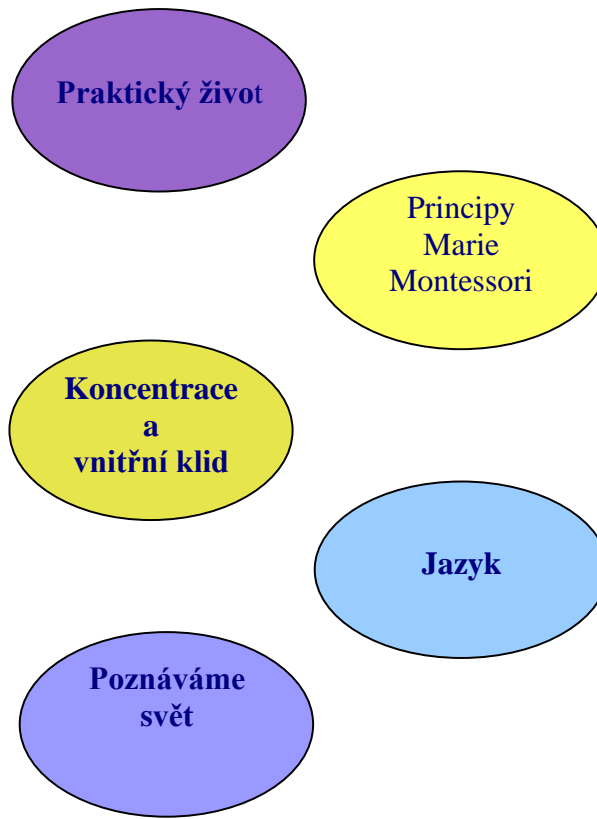 Praktický život
Principy
Marie
Montessori
Koncentrace
a
vnitřní klid
Jazyk
Poznáváme
svět